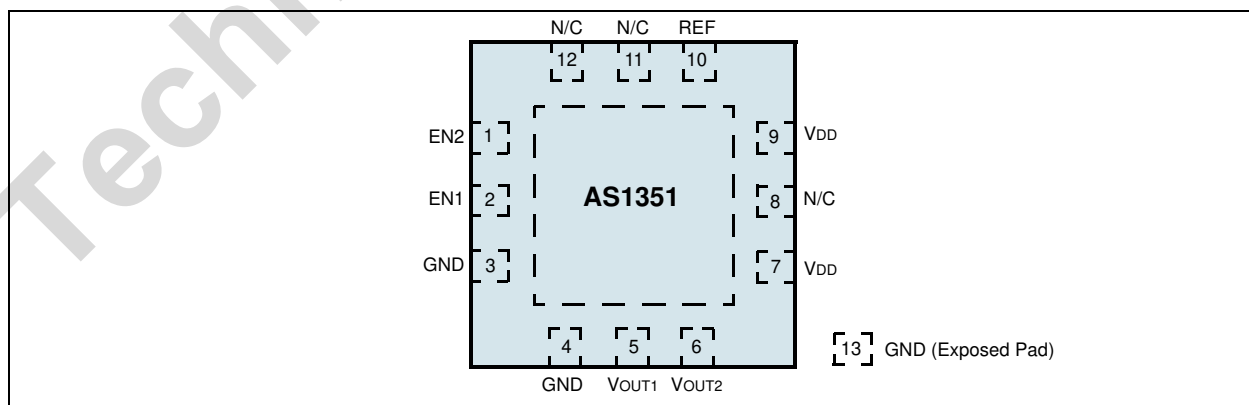 Techn
N/C N/C REF
12 11 10
EN2 1 9 VDD
EN1 2 AS1351 8 N/C
GND 3 7 VDD
4 5 6 13 GND (Exposed Pad)
GND VOUT1 VOUT2